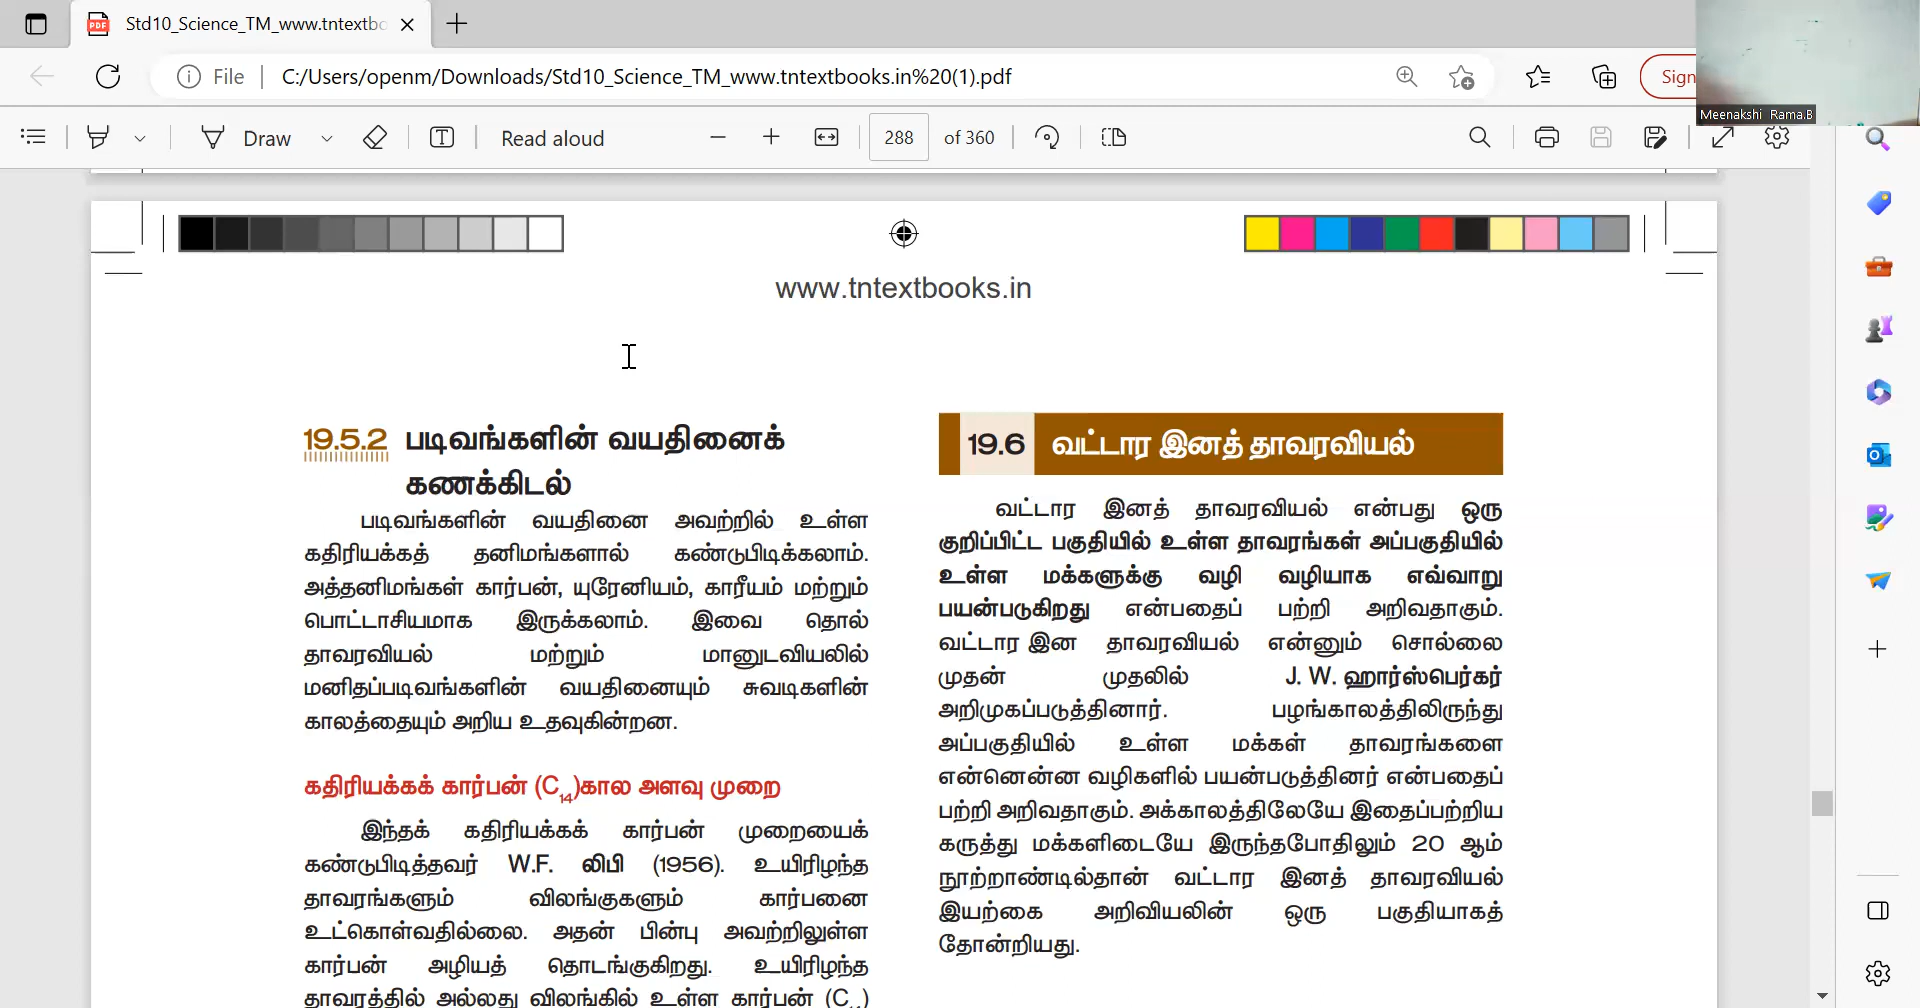 Std10_Science_TM_www.tntextbo
File
C:/Users/openm/Downloads/Std10_Science_TM_www.tntextbooks.in%20(1).pdf
Sign
Meenakshi Rama.B
Draw
Read aloud
288
of 360
www.tntextbooks.in
19.5.2 படிவங்களின் வயதினைக்
கணக்கிடல்
படிவங்களின் வயதினை அவற்றில் உள்ள
கதிரியக்கத் தனிமங்களால் கண்டுபிடிக்கலாம்.
அத்தனிமங்கள் கார்பன், யுரேனியம், காரீயம் மற்றும்
பொட்டாசியமாக இருக்கலாம். இவை தொல்
தாவரவியல் மற்றும் மானுடவியலில்
மனிதப்படிவங்களின் வயதினையும் சுவடிகளின்
காலத்தையும் அறிய உதவுகின்றன.
கதிரியக்கக் கார்பன் (C14)கால அளவு முறை
இந்தக் கதிரியக்கக் கார்பன் முறையைக்
கண்டுபிடித்தவர் W.F. லிபி (1956). உயிரிழந்த
தாவரங்களும் விலங்குகளும் கார்பனை
உட்கொள்வதில்லை. அதன் பின்பு அவற்றிலுள்ள
கார்பன் அழியத் தொடங்குகிறது. உயிரிழந்த
தாவரத்தில் அல்லது விலங்கில் உள்ள கார்பன் (C14)
19.6 வட்டார இனத் தாவரவியல்
வட்டார இனத் தாவரவியல் என்பது ஒரு
குறிப்பிட்ட பகுதியில் உள்ள தாவரங்கள் அப்பகுதியில்
உள்ள மக்களுக்கு வழி வழியாக எவ்வாறு
பயன்படுகிறது என்பதைப் பற்றி அறிவதாகும்.
வட்டார இன தாவரவியல் என்னும் சொல்லை
முதன் முதலில் J. W. ஹார்ஸ்பெர்கர்
அறிமுகப்படுத்தினார். பழங்காலத்திலிருந்து
அப்பகுதியில் உள்ள மக்கள் தாவரங்களை
என்னென்ன வழிகளில் பயன்படுத்தினர் என்பதைப்
பற்றி அறிவதாகும். அக்காலத்திலேயே இதைப்பற்றிய
கருத்து மக்களிடையே இருந்தபோதிலும் 20 ஆம்
நூற்றாண்டில்தான் வட்டார இனத் தாவரவியல்
இயற்கை அறிவியலின் ஒரு பகுதியாகத்
தோன்றியது.